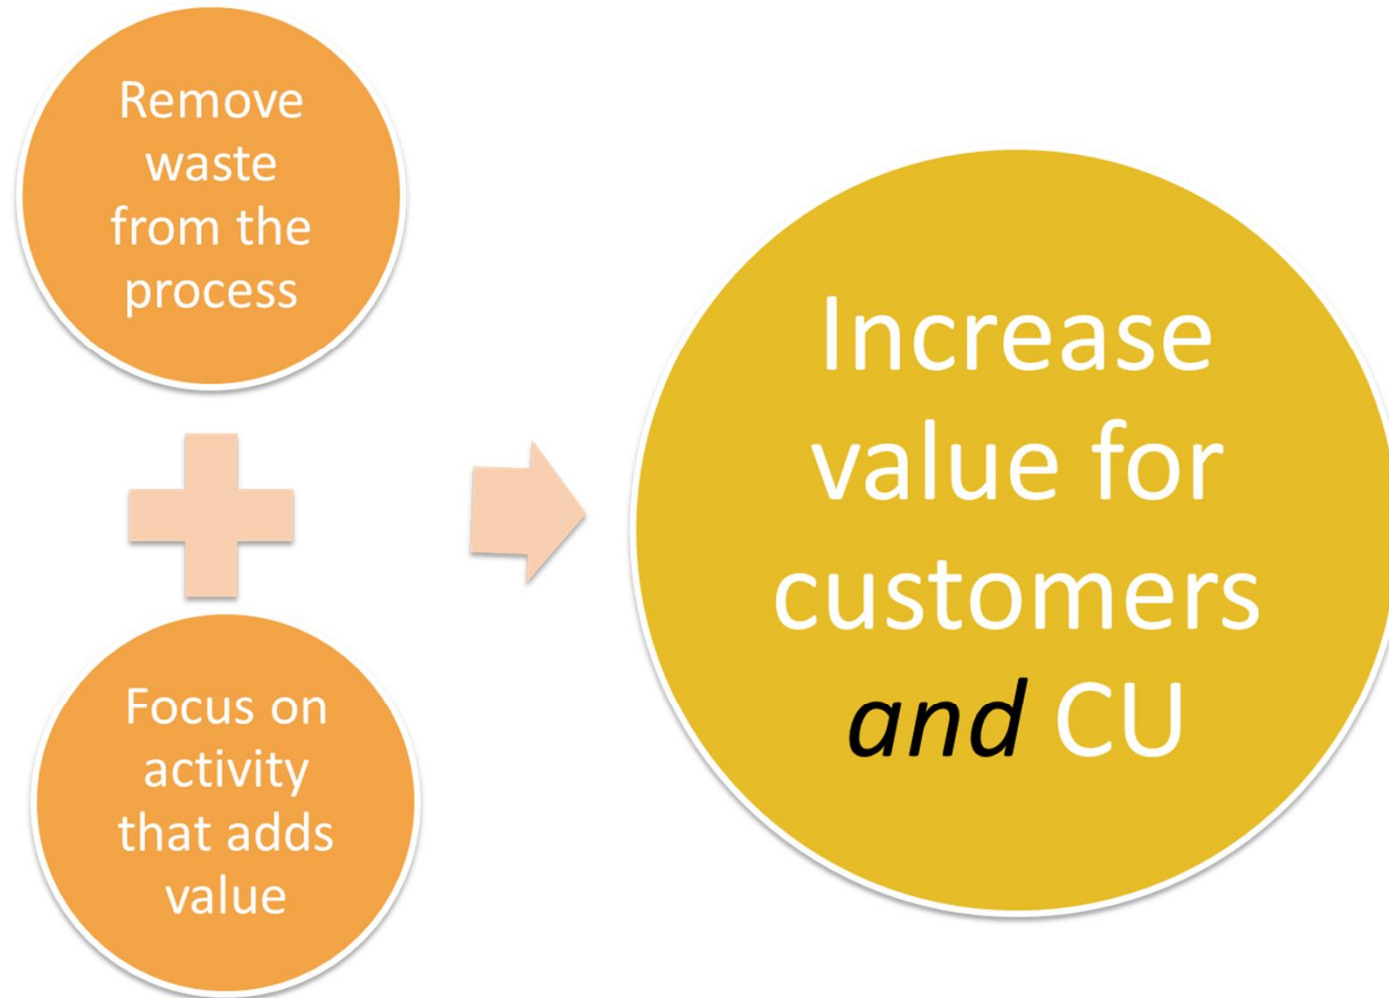 Remove
waste
from the
process
Focus on
activity
that adds
value
Increase
value for
customers
and CU